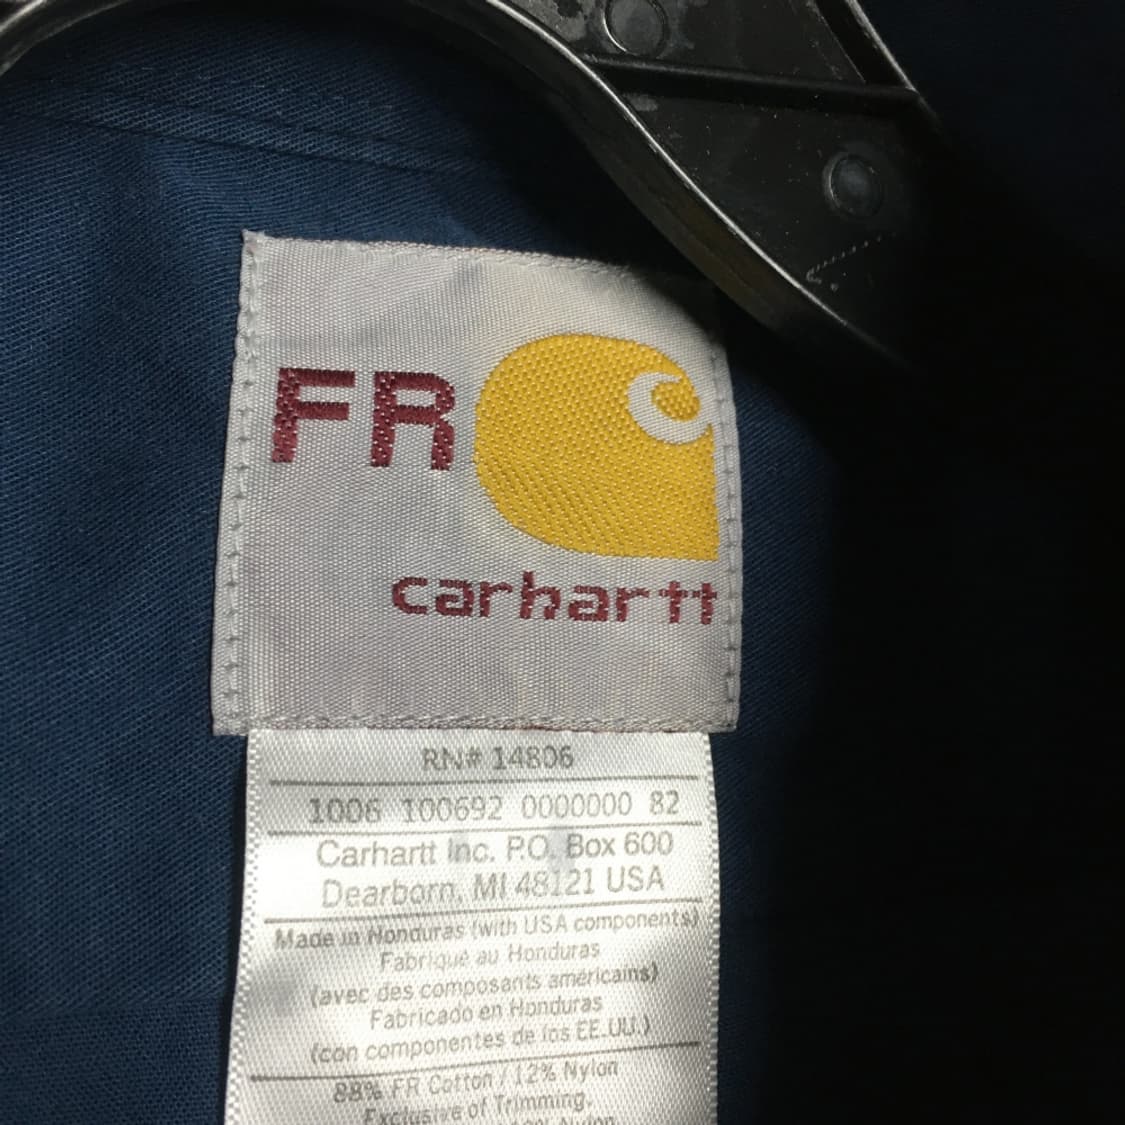 FR
carhartt
RN# 14806
1006 100692 0000000 82
Carhartt Inc. P.O. Box 600
Dearborn, MI 48121 USA
Made in Honduras (with USA components)
Fabriqué au Honduras
(avec des composants américains)
Fabricado en Honduras
(con componentes de los EE.UU.)
88% FR Cotton / 12% Nylon
Exclusive of Trimming.
Nylon